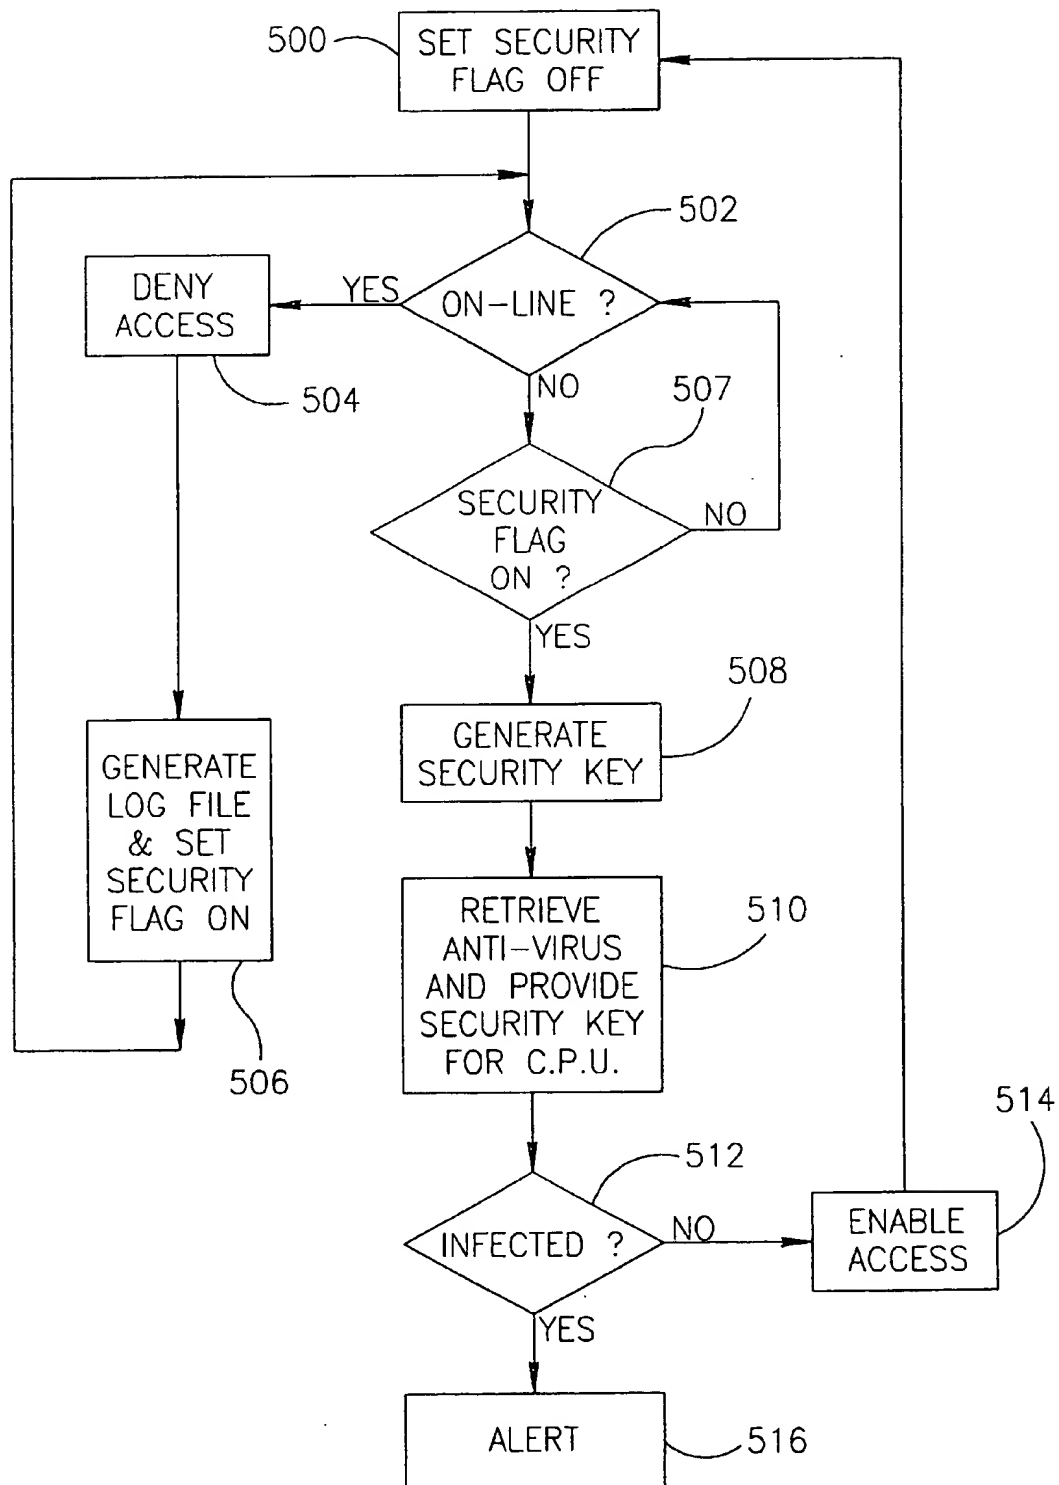 500
SET SECURITY
FLAG OFF
502
DENY
ACCESS
YES
ON-LINE ?
504
NO
507
SECURITY
FLAG
ON ?
NO
YES
508
GENERATE
SECURITY KEY
GENERATE
LOG FILE
& SET
SECURITY
FLAG ON
506
RETRIEVE
ANTI-VIRUS
AND PROVIDE
SECURITY KEY
FOR C.P.U.
510
512
INFECTED ?
NO
514
ENABLE
ACCESS
YES
ALERT
516